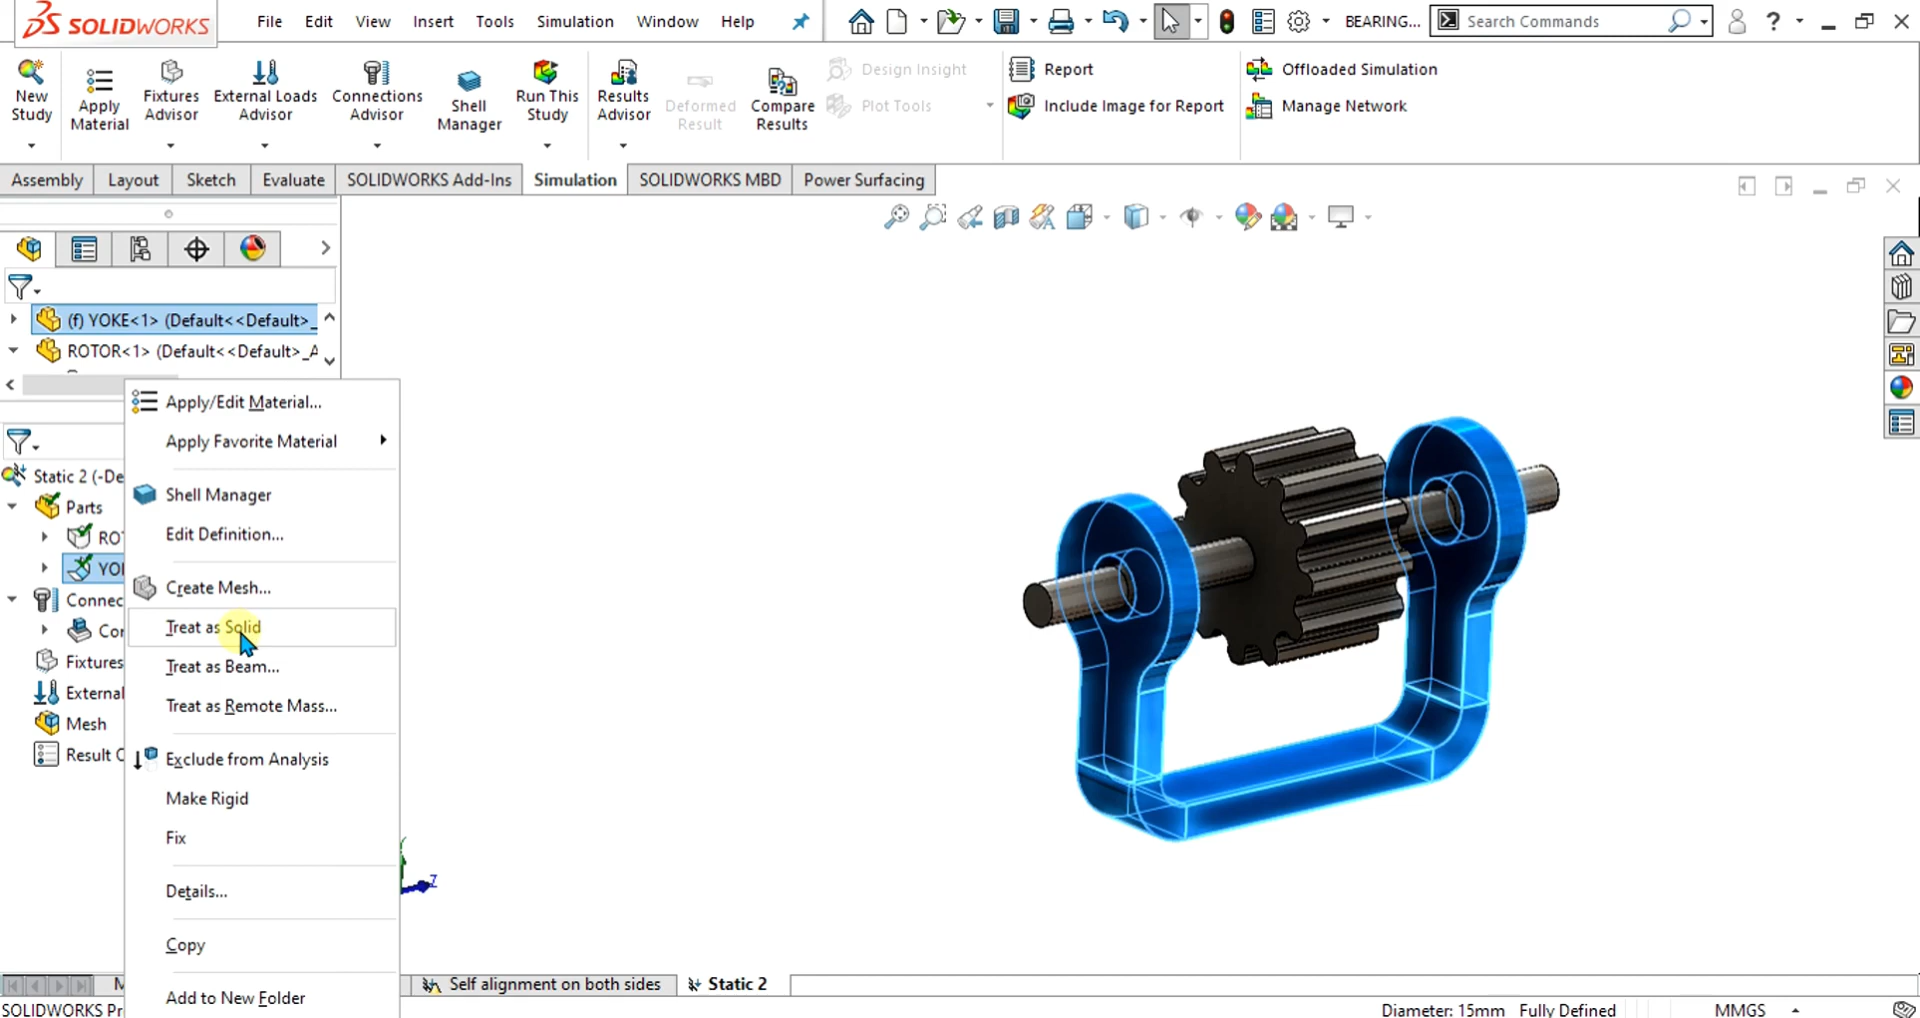 SOLIDWORKS File Edit View Insert Tools Simulation Window Help BEARING... Search Commands ?
New Study
Apply Material
Fixtures Advisor
External Loads Advisor
Connections Advisor
Shell Manager
Run This Study
Results Advisor
Deformed Result
Compare Results
Design Insight
Plot Tools
Report
Include Image for Report
Offloaded Simulation
Manage Network
Assembly Layout Sketch Evaluate SOLIDWORKS Add-Ins Simulation SOLIDWORKS MBD Power Surfacing
(f) YOKE<1> (Default<<Default>_
ROTOR<1> (Default<<Default>_A
Apply/Edit Material...
Apply Favorite Material
Shell Manager
Edit Definition...
Create Mesh...
Treat as Solid
Treat as Beam...
Treat as Remote Mass...
Exclude from Analysis
Make Rigid
Fix
Details...
Copy
Add to New Folder
Static 2 (-De
Parts
RO
YO
Connec
Co
Fixtures
External
Mesh
Result
Z
M Self alignment on both sides Static 2
SOLIDWORKS Pr Diameter: 15mm Fully Defined MMGS